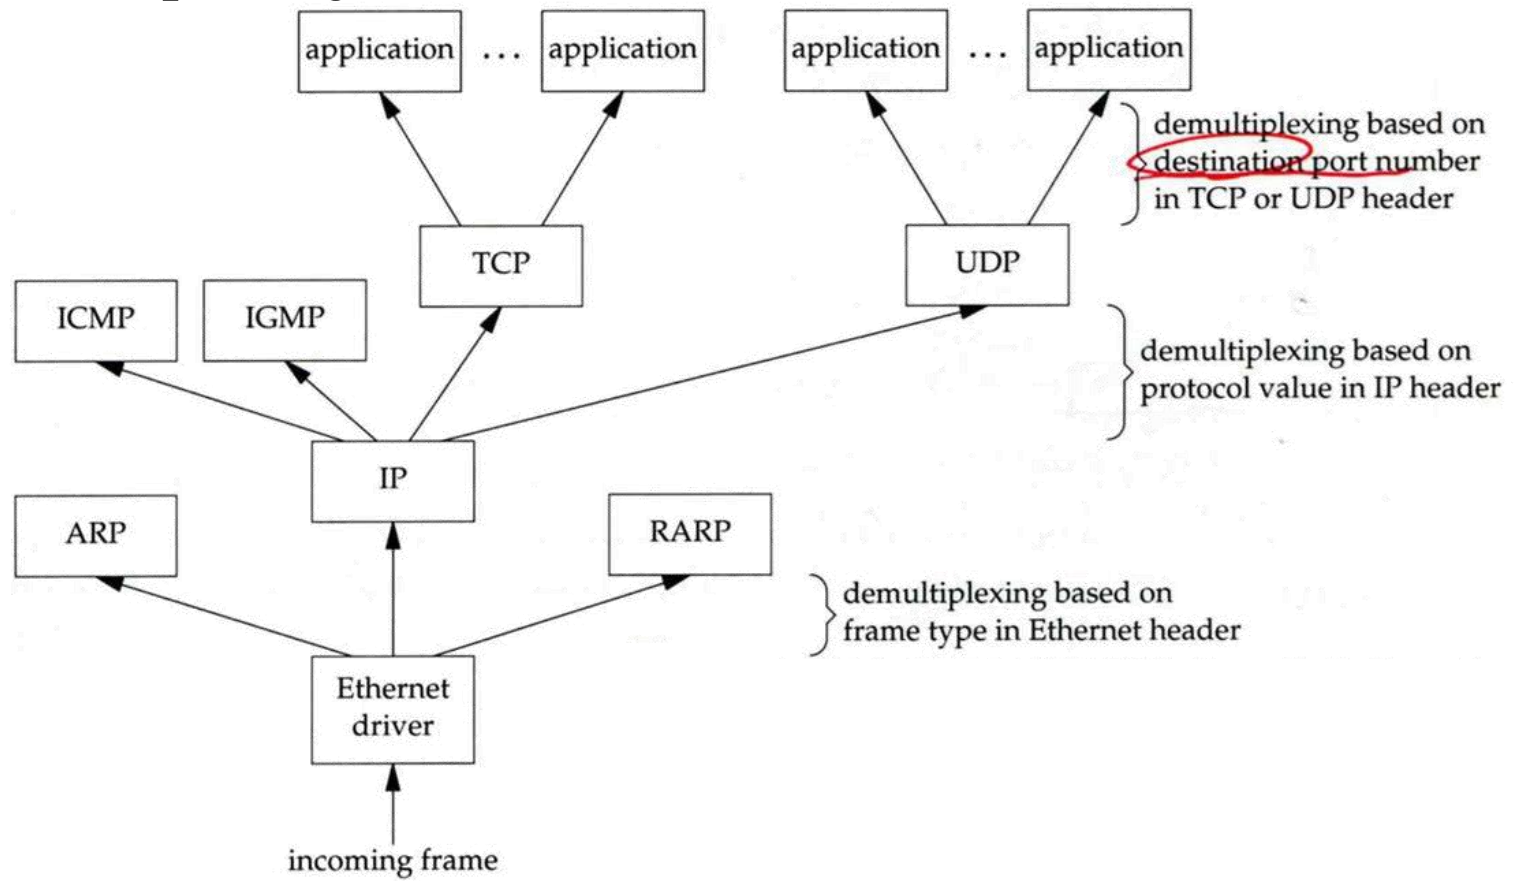 application ... application application ... application
demultiplexing based on
destination port number
in TCP or UDP header
TCP UDP
ICMP IGMP
demultiplexing based on
protocol value in IP header
IP
ARP RARP
demultiplexing based on
frame type in Ethernet header
Ethernet
driver
incoming frame